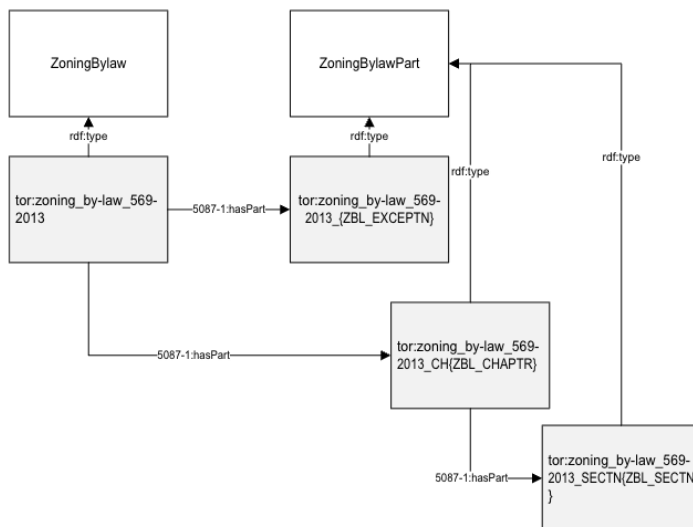 ZoningBylaw
ZoningBylawPart
rdf:type
rdf:type
rdf:type
rdf:type
tor:zoning_by-law_569-
2013
5087-1:hasPart
tor:zoning_by-law_569-
2013_{ZBL_EXCEPTN}
5087-1:hasPart
tor:zoning_by-law_569-
2013_CH{ZBL_CHAPTR}
5087-1:hasPart
tor:zoning_by-law_569-
2013_SECTN{ZBL_SECTN
}